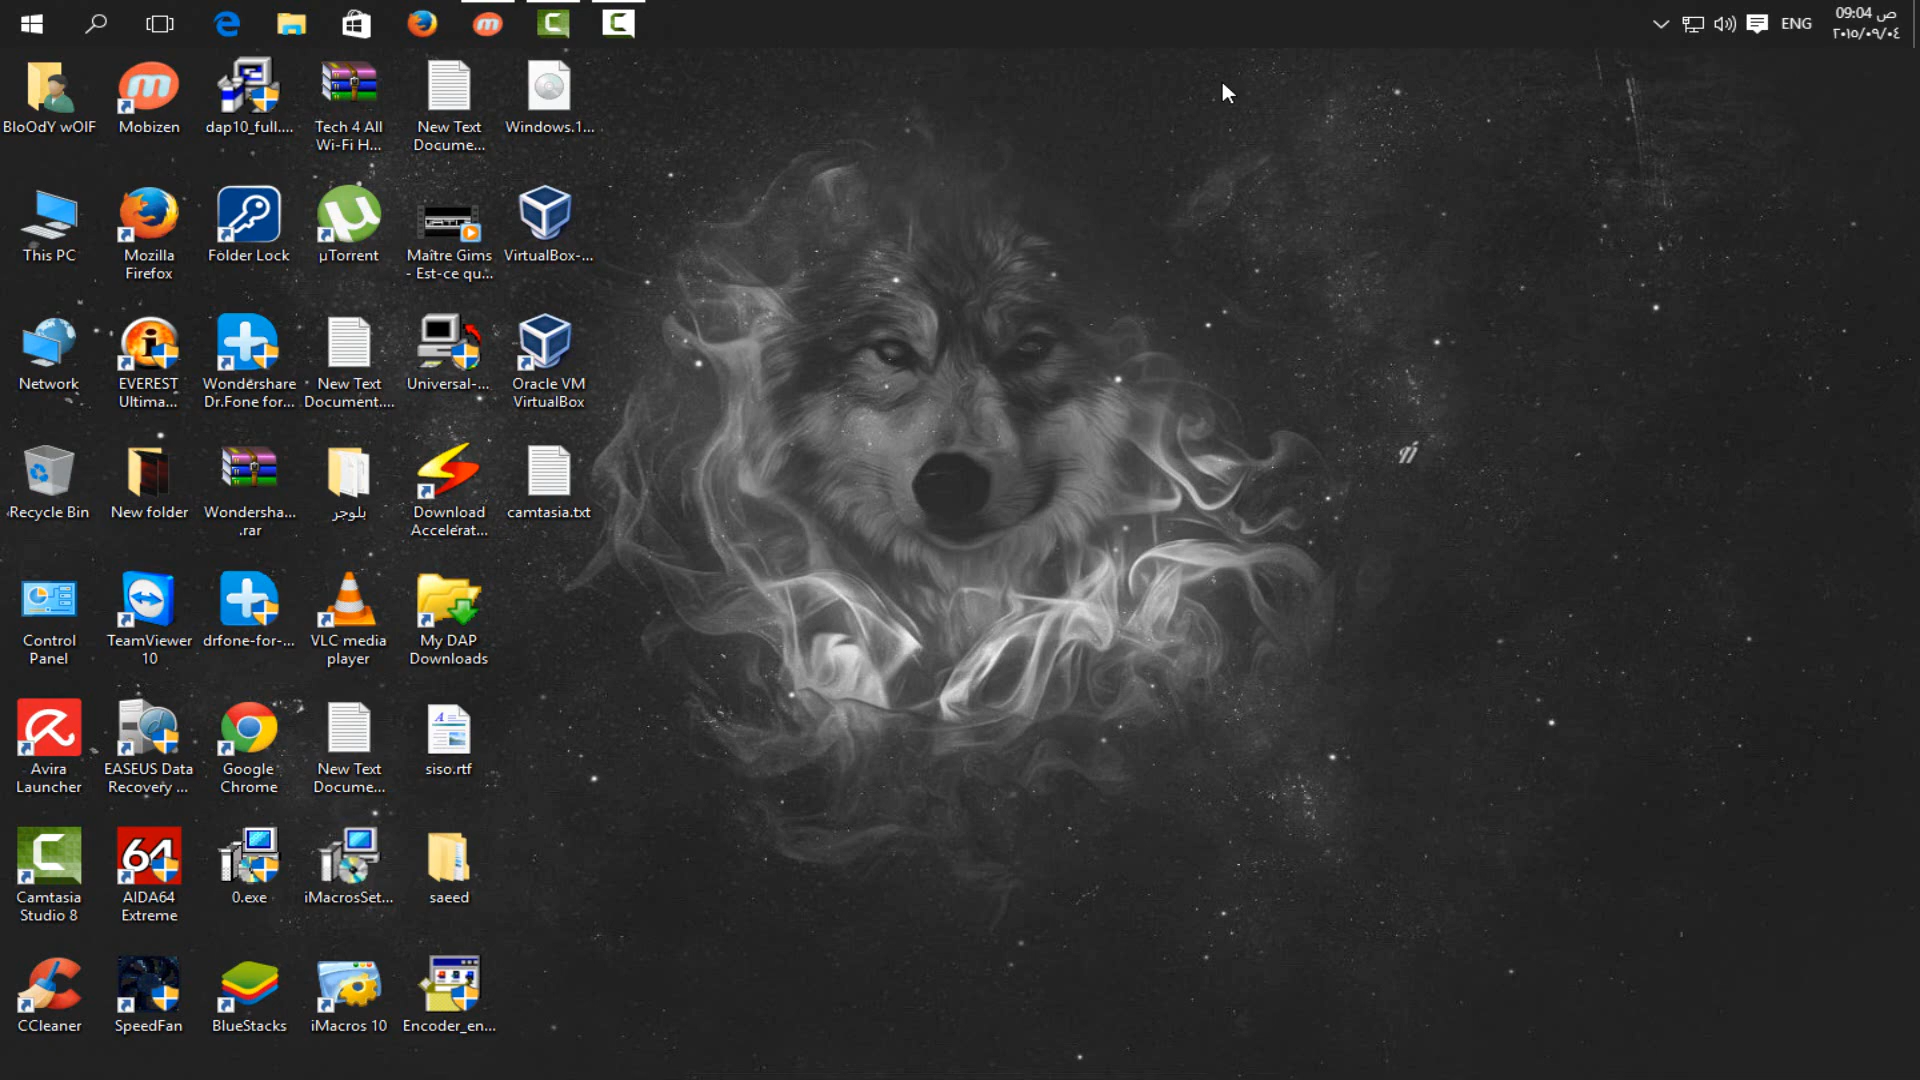 ENG
09:04 ص
٢٠١٥/٠٩/٠٤
BloOdY wOlF
Mobizen
dap10_full....
Tech 4 All
Wi-Fi H...
New Text
Docume...
Windows.1...
This PC
Mozilla
Firefox
Folder Lock
µTorrent
Maître Gims
- Est-ce qu...
VirtualBox-...
Network
EVEREST
Ultima...
Wondershare
Dr.Fone for...
New Text
Document....
Universal-...
Oracle VM
VirtualBox
Recycle Bin
New folder
Wondersha...
.rar
بلوجر
Download
Accelerat...
camtasia.txt
Control
Panel
TeamViewer
10
drfone-for-...
VLC media
player
My DAP
Downloads
Avira
Launcher
EASEUS Data
Recovery ...
Google
Chrome
New Text
Docume...
siso.rtf
Camtasia
Studio 8
64
AIDA64
Extreme
0.exe
iMacrosSet...
saeed
CCleaner
SpeedFan
BlueStacks
iMacros 10
Encoder_en...